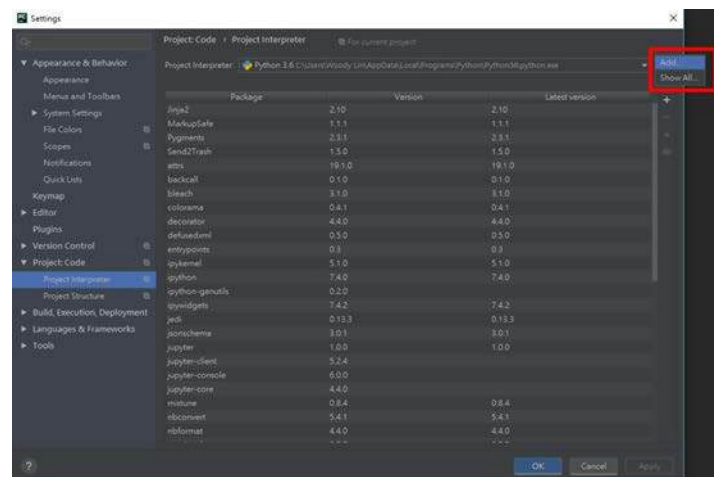 Settings
Project: Code › Project Interpreter For current project
Appearance & Behavior
Project Interpreter: Python 3.6 C:\Users\Woody Lin\AppData\Local\Programs\Python\Python36\python.exe
Add...
Show All...
Appearance
Menus and Toolbars
System Settings
File Colors
Scopes
Notifications
Quick Lists
Keymap
Editor
Plugins
Version Control
Project: Code
Project Interpreter
Project Structure
Build, Execution, Deployment
Languages & Frameworks
Tools
Package Version Latest version
Jinja2 2.10 2.10
MarkupSafe 1.1.1 1.1.1
Pygments 2.3.1 2.3.1
Send2Trash 1.5.0 1.5.0
attrs 19.1.0 19.1.0
backcall 0.1.0 0.1.0
bleach 3.1.0 3.1.0
colorama 0.4.1 0.4.1
decorator 4.4.0 4.4.0
defusedxml 0.5.0 0.5.0
entrypoints 0.3 0.3
ipykernel 5.1.0 5.1.0
ipython 7.4.0 7.4.0
ipython-genutils 0.2.0
ipywidgets 7.4.2 7.4.2
jedi 0.13.3 0.13.3
jsonschema 3.0.1 3.0.1
jupyter 1.0.0 1.0.0
jupyter-client 5.2.4
jupyter-console 6.0.0
jupyter-core 4.4.0
mistune 0.8.4 0.8.4
nbconvert 5.4.1 5.4.1
nbformat 4.4.0 4.4.0
? OK Cancel Apply